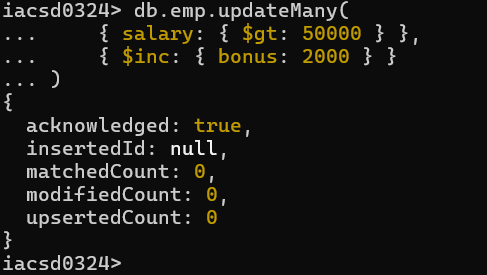 iacsd0324> db.emp.updateMany(
...     { salary: { $gt: 50000 } },
...     { $inc: { bonus: 2000 } }
... )
{
  acknowledged: true,
  insertedId: null,
  matchedCount: 0,
  modifiedCount: 0,
  upsertedCount: 0
}
iacsd0324>